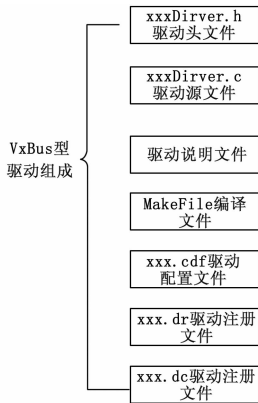 VxBus型
驱动组成
xxxDirver.h
驱动头文件
xxxDirver.c
驱动源文件
驱动说明文件
MakeFile编译
文件
xxx.cdf驱动
配置文件
xxx.dr驱动注册
文件
xxx.dc驱动注册
文件